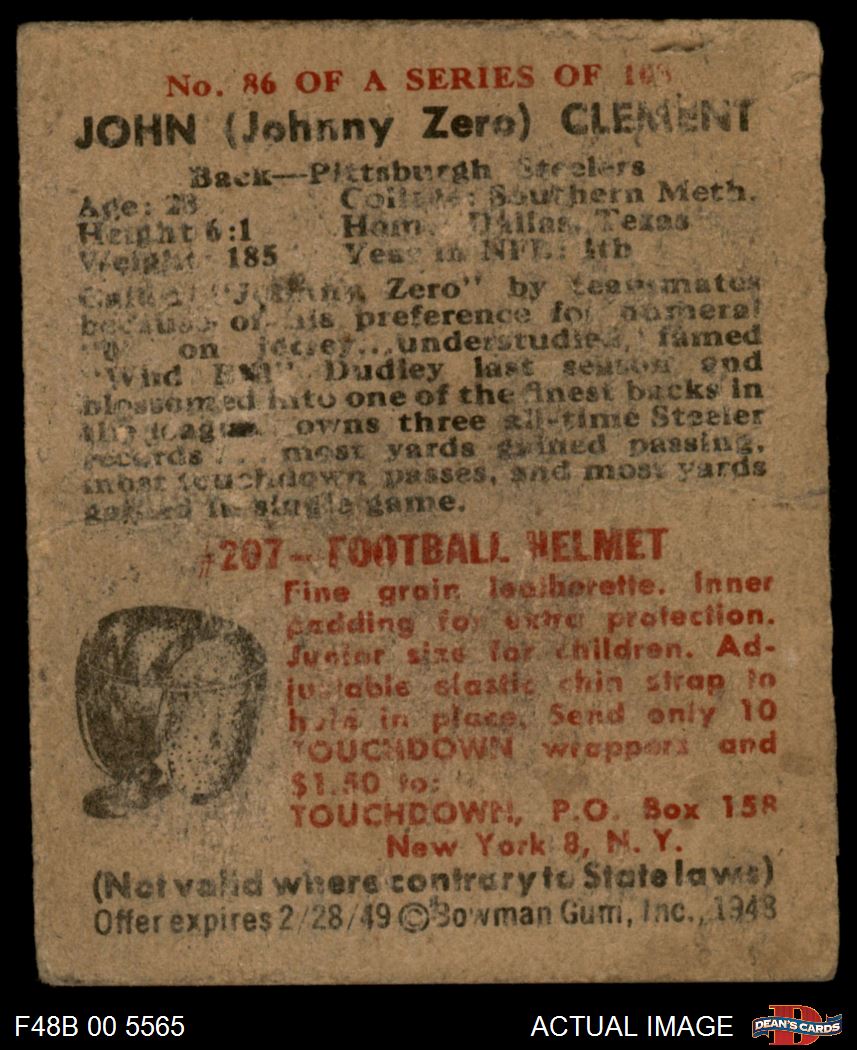 No. 86 OF A SERIES OF 108
JOHN (Johnny Zero) CLEMENT
Back—Pittsburgh Steelers
Age: 28 College: Southern Meth.
Height 6:1 Home: Dallas, Texas
Weight: 185 Year in NFL: 4th
Called "Johnny Zero" by teammates
because of his preference for numeral
"0" on jersey...understudied famed
"Wild Bill" Dudley last season and
blossomed into one of the finest backs in
the league owns three all-time Steeler
records ... most yards gained passing,
most touchdown passes, and most yards
gained in single game.
#207—FOOTBALL HELMET
Fine grain leatherette. Inner
padding for extra protection.
Junior size for children. Ad-
justable elastic chin strap to
hold in place. Send only 10
TOUCHDOWN wrappers and
$1.50 to:
TOUCHDOWN, P.O. Box 158
New York 8, N. Y.
(Not valid where contrary to State laws)
Offer expires 2/28/49 © Bowman Gum, Inc., 1948
F48B 00 5565 ACTUAL IMAGE DEAN'S CARDS